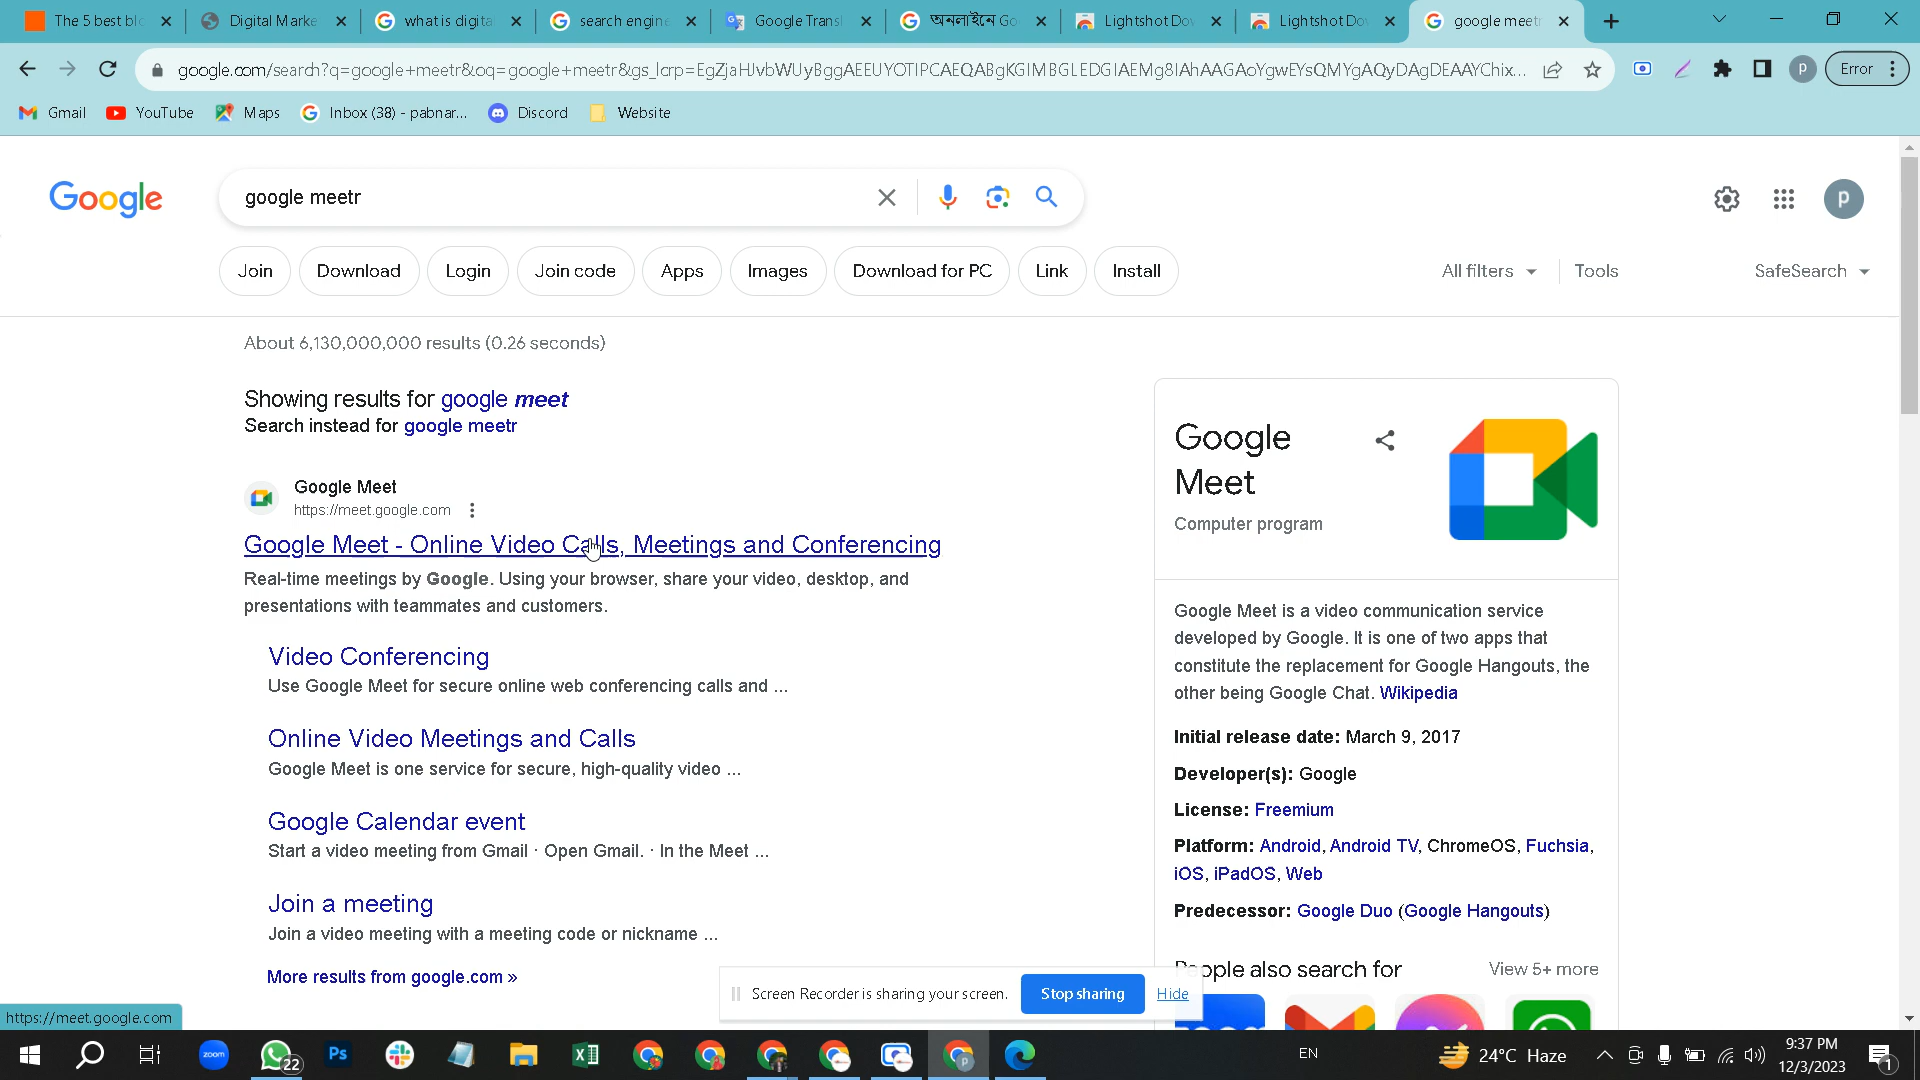 The 5 best bl
Digital Marke
what is digita
search engine
Google Transl
অনলাইনে Go
Lightshot Dov
Lightshot Do
google meetr
google.com/search?q=google+meetr&oq=google+meetr&gs_lcrp=
Error
Gmail
YouTube
Maps
Inbox (38) - pabnar...
Discord
Website
Google
google meetr
p
Join
Download
Login
Join code
Apps
Images
Download for PC
Link
Install
All filters
Tools
SafeSearch
About 6,130,000,000 results (0.26 seconds)
Showing results for google meet
Search instead for google meetr
Google Meet
https://meet.google.com
Google Meet - Online Video Calls, Meetings and Conferencing
Real-time meetings by Google. Using your browser, share your video, desktop, and
presentations with teammates and customers.
Video Conferencing
Use Google Meet for secure online web conferencing calls and ...
Online Video Meetings and Calls
Google Meet is one service for secure, high-quality video ...
Google Calendar event
Start a video meeting from Gmail · Open Gmail. · In the Meet ...
Join a meeting
Join a video meeting with a meeting code or nickname ...
More results from google.com »
Google
Meet
Computer program
Google Meet is a video communication service
developed by Google. It is one of two apps that
constitute the replacement for Google Hangouts, the
other being Google Chat. Wikipedia
Initial release date: March 9, 2017
Developer(s): Google
License: Freemium
Platform: Android, Android TV, ChromeOS, Fuchsia,
iOS, iPadOS, Web
Predecessor: Google Duo (Google Hangouts)
People also search for
View 5+ more
Screen Recorder is sharing your screen.
Stop sharing
Hide
https://meet.google.com
zoom
22
Ps
EN
24°C Haze
9:37 PM
12/3/2023
1